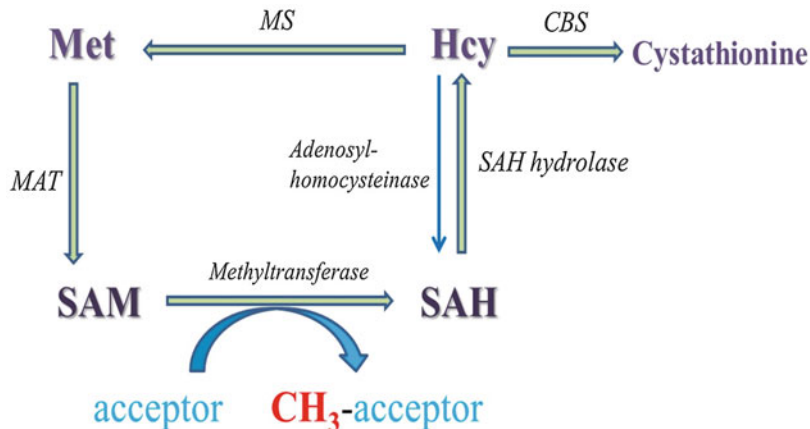 MS
CBS
Met
Hcy
Cystathionine
MAT
Adenosyl-
homocysteinase
SAH hydrolase
Methyltransferase
SAM
SAH
acceptor
CH₃-acceptor